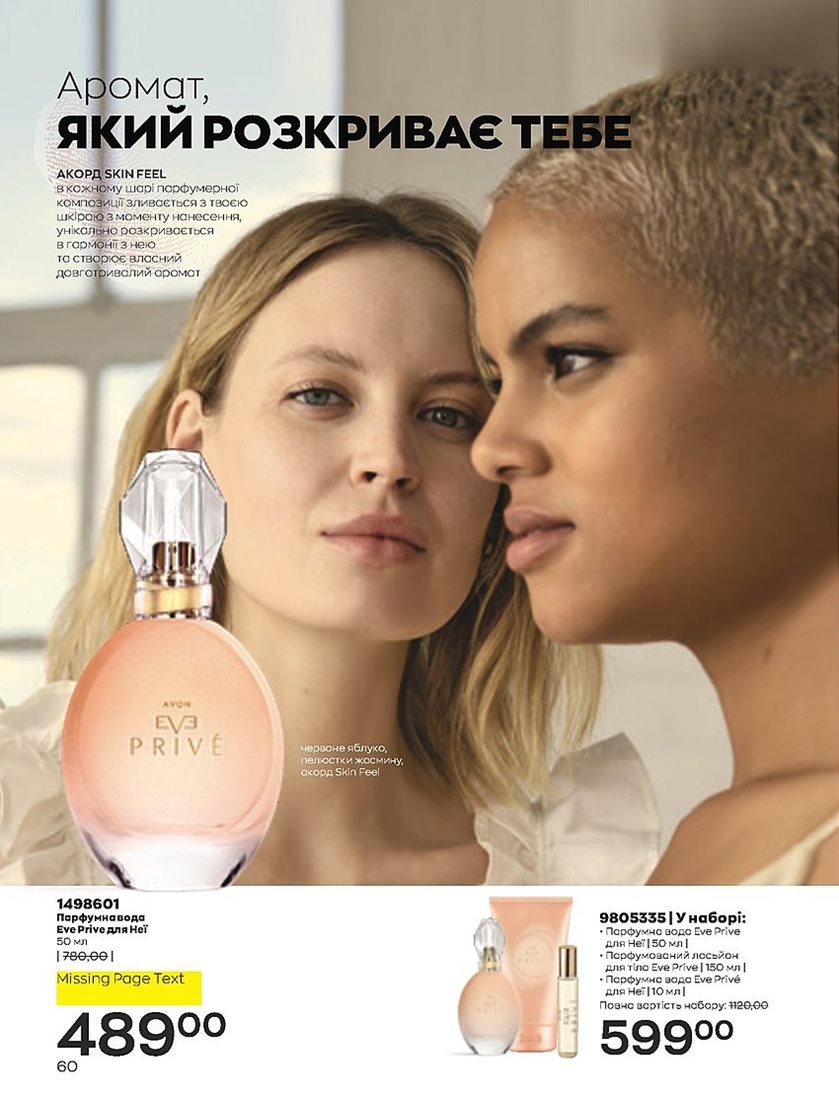 Аромат,
ЯКИЙ РОЗКРИВАЄ ТЕБЕ
АКОРД SKIN FEEL
в кожному шарі парфумерної
композиції зливається з твоєю
шкірою з моменту нанесення,
унікально розкривається
в гармонії з нею
та створює власний
довготривалий аромат
AVON
EVE
PRIVÉ
червоне яблуко,
пелюстки жасмину,
акорд Skin Feel
1498601
Парфумна вода
Eve Prive для Неї
50 мл
| 780,00 |
Missing Page Text
489⁰⁰
60
PRIVÉ
9805335 | У наборі:
• Парфумна вода Eve Prive
для Неї | 50 мл |
• Парфумований лосьйон
для тіла Eve Prive | 150 мл |
• Парфумна вода Eve Privé
для Неї | 10 мл |
Повна вартість набору: 1120,00
599⁰⁰